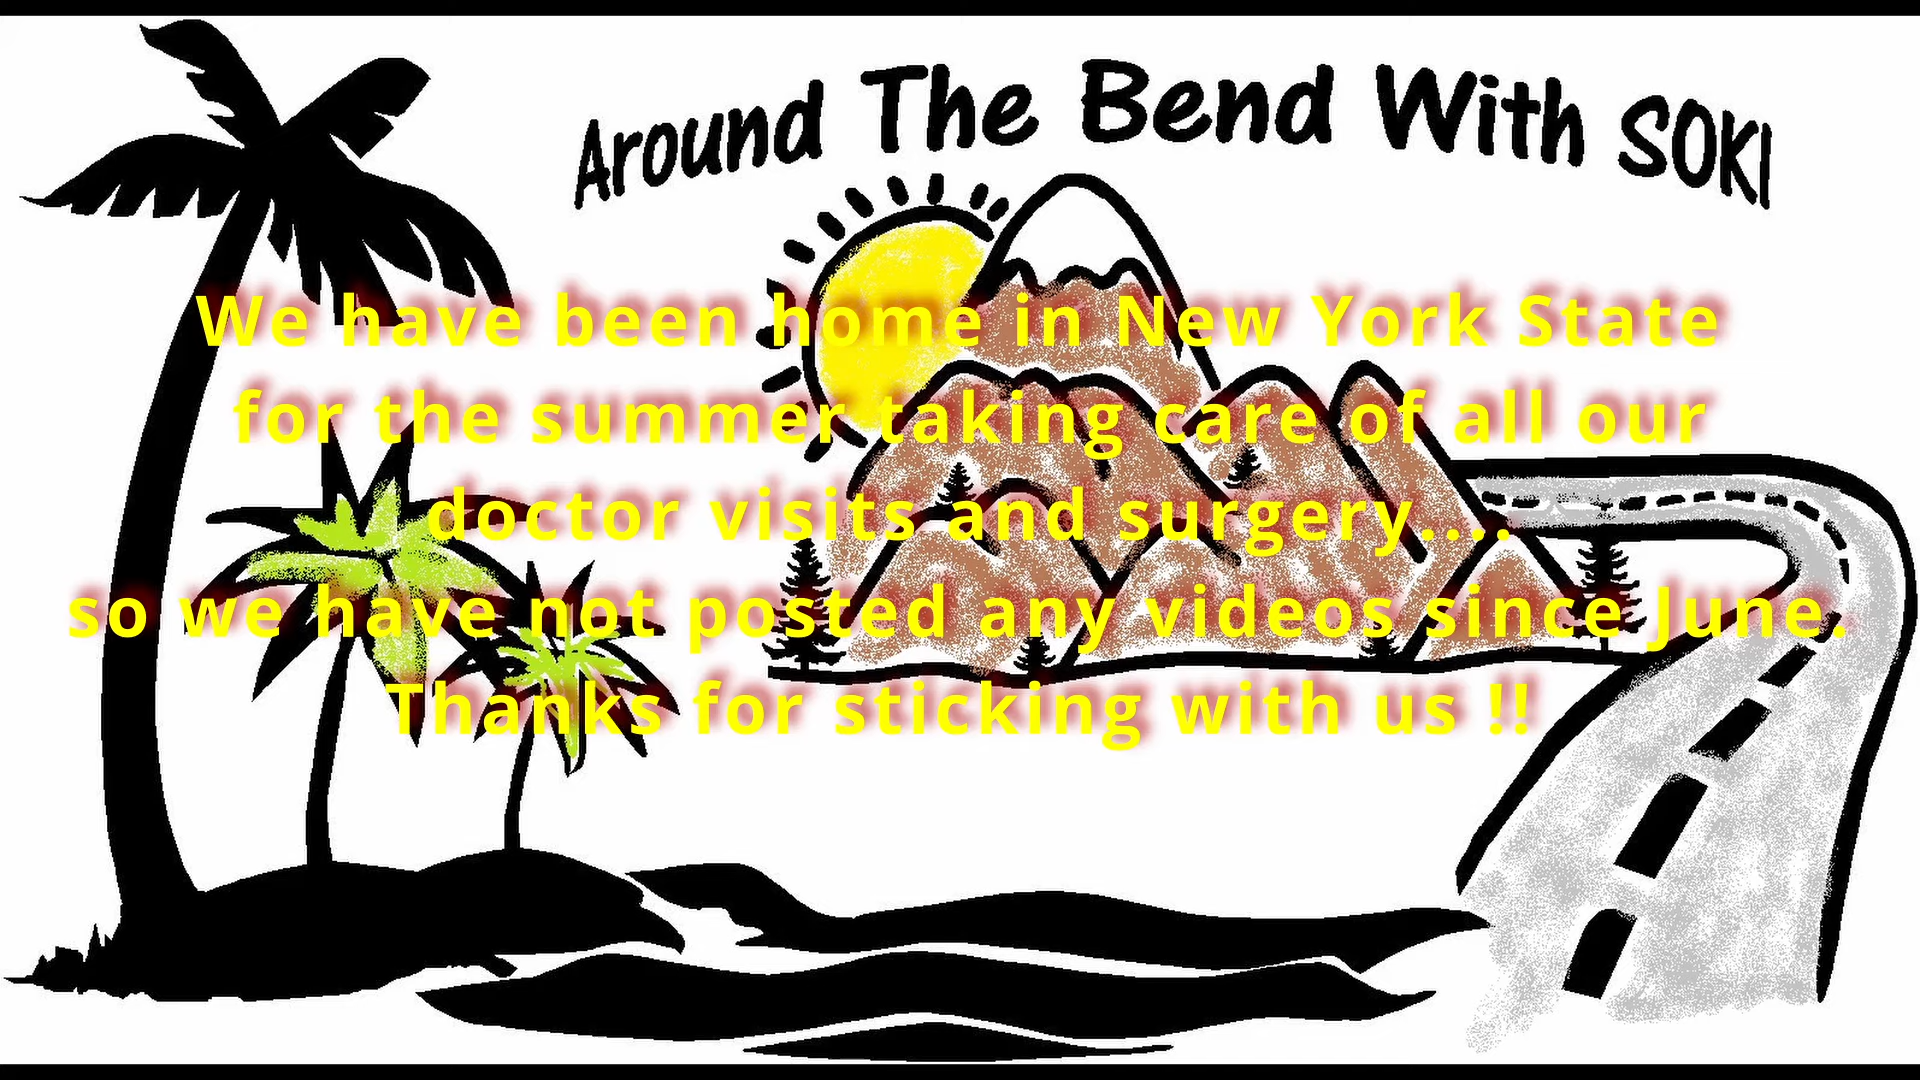 Around The Bend With SOKI
We have been home in New York State
for the summer taking care of all our
doctor visits and surgery....
so we have not posted any videos since June.
Thanks for sticking with us !!